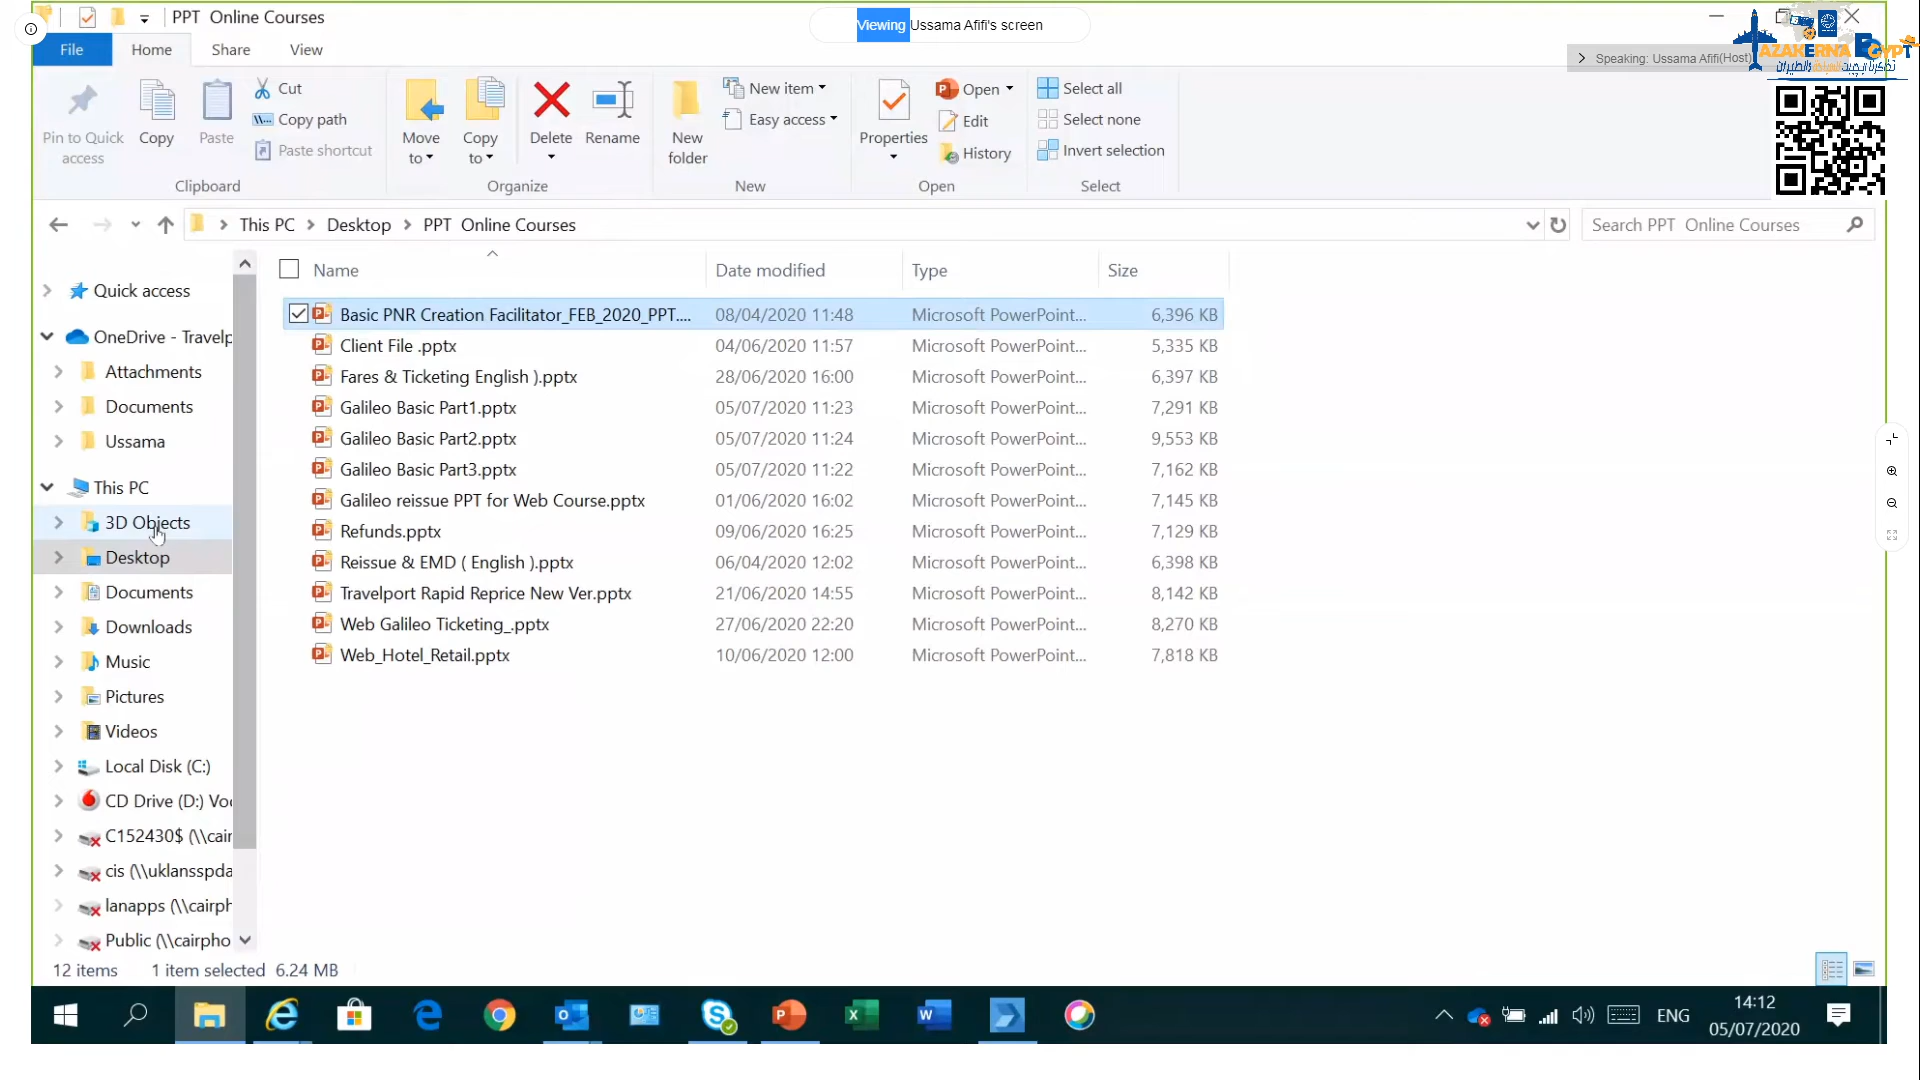 PPT Online Courses
Viewing Ussama Afifi's screen
File Home Share View
Speaking: Ussama Afifi(Host)
AZAKERNA EGYPT
Pin to Quick access
Copy
Paste
Cut
Copy path
Paste shortcut
Clipboard
Move to
Copy to
Delete
Rename
Organize
New folder
New item
Easy access
New
Properties
Open
Edit
History
Open
Select all
Select none
Invert selection
Select
This PC > Desktop > PPT Online Courses
Search PPT Online Courses
Name Date modified Type Size
Quick access
OneDrive - Travelp
Attachments
Documents
Ussama
This PC
3D Objects
Desktop
Documents
Downloads
Music
Pictures
Videos
Local Disk (C:)
CD Drive (D:) Vo
C152430$ (\\cair
cis (\\uklansspda
lanapps (\\cairph
Public (\\cairpho
Basic PNR Creation Facilitator_FEB_2020_PPT.... 08/04/2020 11:48 Microsoft PowerPoint... 6,396 KB
Client File .pptx 04/06/2020 11:57 Microsoft PowerPoint... 5,335 KB
Fares & Ticketing English ).pptx 28/06/2020 16:00 Microsoft PowerPoint... 6,397 KB
Galileo Basic Part1.pptx 05/07/2020 11:23 Microsoft PowerPoint... 7,291 KB
Galileo Basic Part2.pptx 05/07/2020 11:24 Microsoft PowerPoint... 9,553 KB
Galileo Basic Part3.pptx 05/07/2020 11:22 Microsoft PowerPoint... 7,162 KB
Galileo reissue PPT for Web Course.pptx 01/06/2020 16:02 Microsoft PowerPoint... 7,145 KB
Refunds.pptx 09/06/2020 16:25 Microsoft PowerPoint... 7,129 KB
Reissue & EMD ( English ).pptx 06/04/2020 12:02 Microsoft PowerPoint... 6,398 KB
Travelport Rapid Reprice New Ver.pptx 21/06/2020 14:55 Microsoft PowerPoint... 8,142 KB
Web Galileo Ticketing_.pptx 27/06/2020 22:20 Microsoft PowerPoint... 8,270 KB
Web_Hotel_Retail.pptx 10/06/2020 12:00 Microsoft PowerPoint... 7,818 KB
12 items 1 item selected 6.24 MB
ENG
14:12
05/07/2020